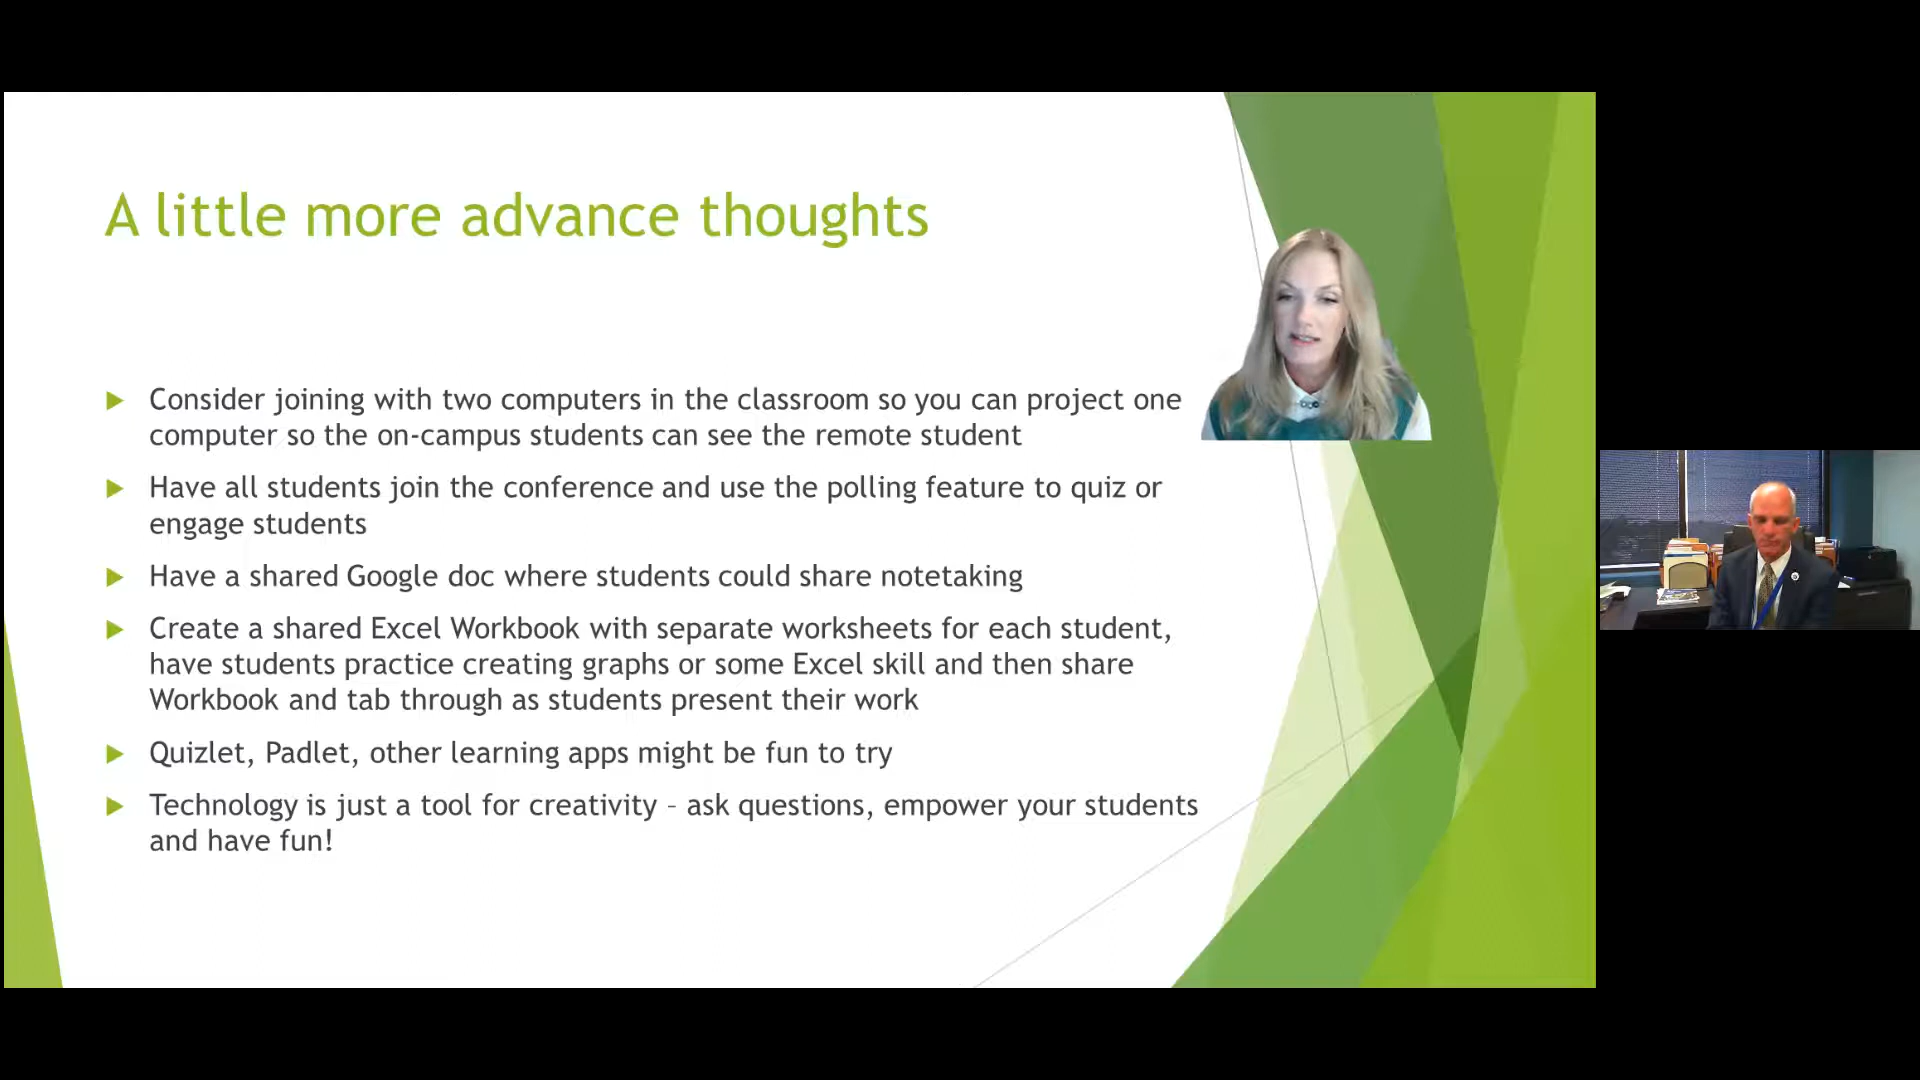 A little more advance thoughts
Consider joining with two computers in the classroom so you can project one
computer so the on-campus students can see the remote student
Have all students join the conference and use the polling feature to quiz or
engage students
Have a shared Google doc where students could share notetaking
Create a shared Excel Workbook with separate worksheets for each student,
have students practice creating graphs or some Excel skill and then share
Workbook and tab through as students present their work
Quizlet, Padlet, other learning apps might be fun to try
Technology is just a tool for creativity – ask questions, empower your students
and have fun!